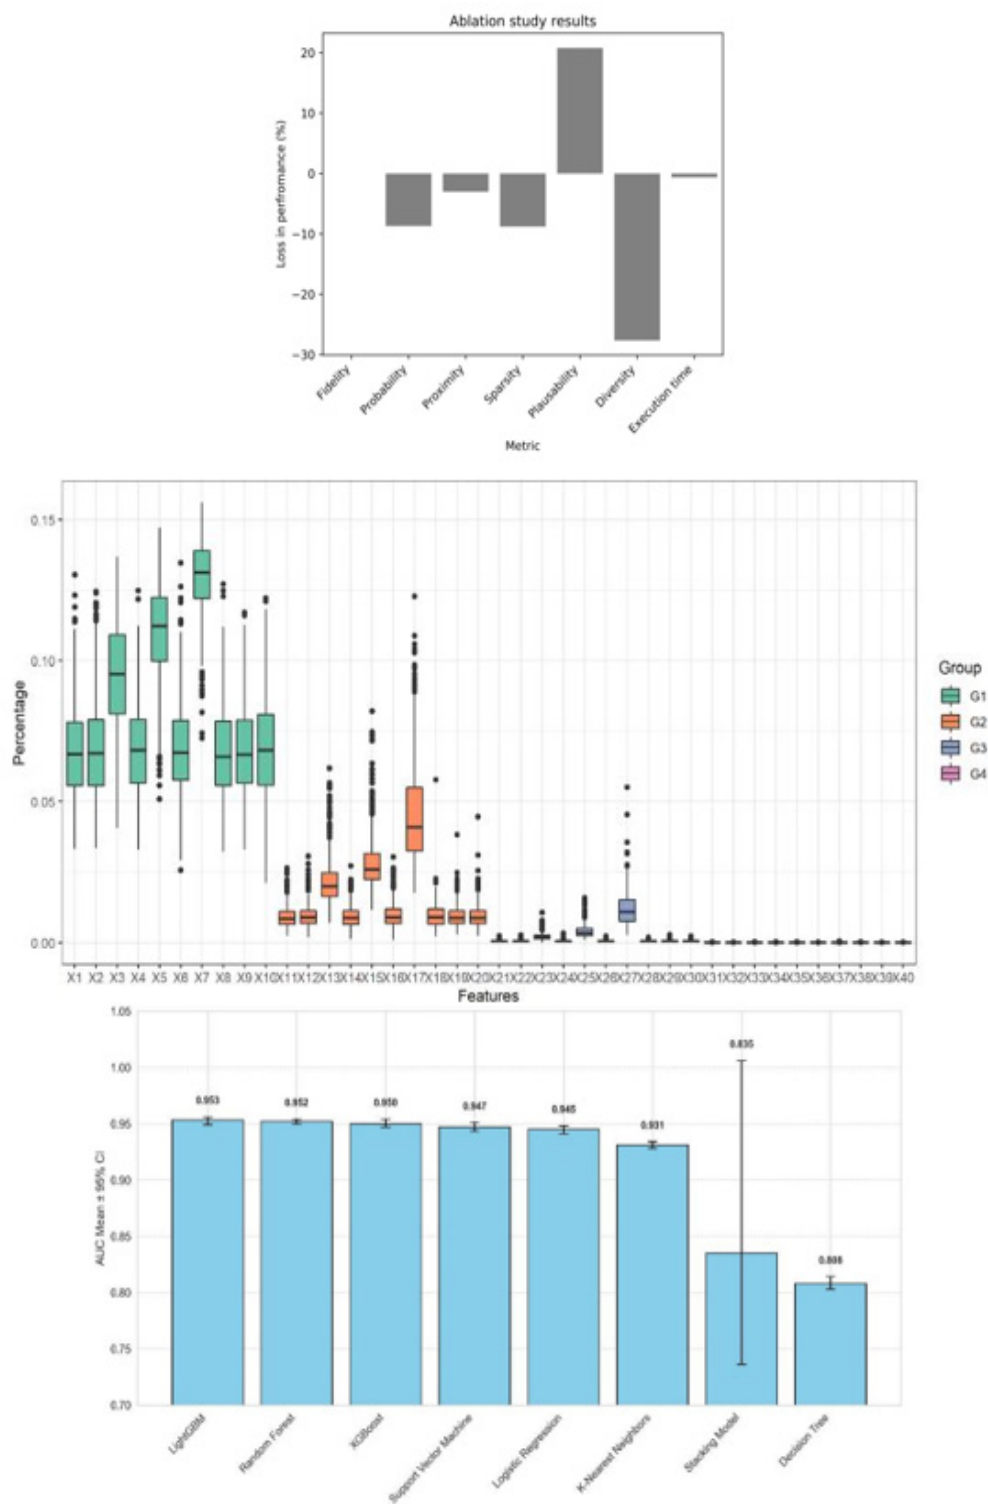 Ablation study results
20
10
0
−10
−20
−30
Loss in perfromance (%)
Fidelity
Probability
Proximity
Sparsity
Plausability
Diversity
Execution time
Metric
0.15
0.10
0.05
0.00
Percentage
X1 X2 X3 X4 X5 X6 X7 X8 X9 X10 X11 X12 X13 X14 X15 X16 X17 X18 X19 X20 X21 X22 X23 X24 X25 X26 X27 X28 X29 X30 X31 X32 X33 X34 X35 X36 X37 X38 X39 X40
Features
Group
G1
G2
G3
G4
1.05
1.00
0.95
0.90
0.85
0.80
0.75
0.70
AUC Mean ± 95% CI
0.953
0.952
0.950
0.947
0.945
0.931
0.835
LightGBM
Random Forest
XGBoost
Support Vector Machine
Logistic Regression
K-Nearest Neighbors
Stacking Model
Decision Tree